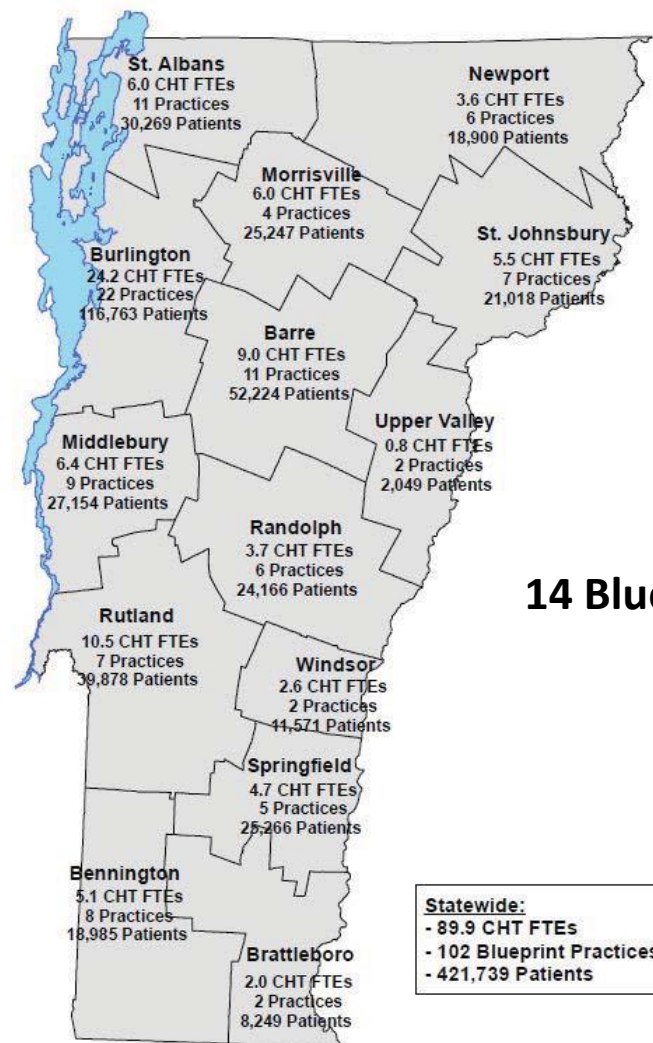 St. Albans
6.0 CHT FTEs
11 Practices
30,269 Patients
Newport
3.6 CHT FTEs
6 Practices
18,900 Patients
Morrisville
6.0 CHT FTEs
4 Practices
25,247 Patients
St. Johnsbury
5.5 CHT FTEs
7 Practices
21,018 Patients
Burlington
24.2 CHT FTEs
22 Practices
116,763 Patients
Barre
9.0 CHT FTEs
11 Practices
52,224 Patients
Upper Valley
0.8 CHT FTEs
2 Practices
2,049 Patients
Middlebury
6.4 CHT FTEs
9 Practices
27,154 Patients
Randolph
3.7 CHT FTEs
6 Practices
24,166 Patients
14 Blue
Rutland
10.5 CHT FTEs
7 Practices
39,878 Patients
Windsor
2.6 CHT FTEs
2 Practices
11,571 Patients
Springfield
4.7 CHT FTEs
5 Practices
25,266 Patients
Bennington
5.1 CHT FTEs
8 Practices
18,985 Patients
Brattleboro
2.0 CHT FTEs
2 Practices
8,249 Patients
Statewide:
- 89.9 CHT FTEs
- 102 Blueprint Practices
- 421,739 Patients